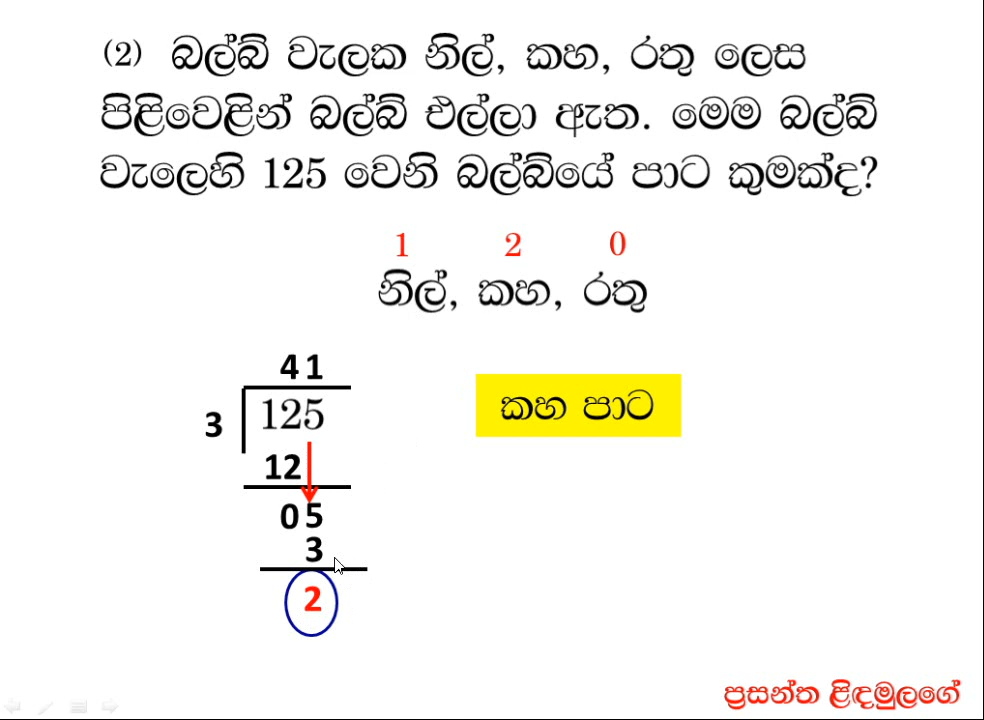 (2) බල්බ් වැලක නිල්, කහ, රතු ලෙස
පිළිවෙළින් බල්බ් එල්ලා ඇත. මෙම බල්බ්
වැලෙහි 125 වෙනි බල්බ්යේ පාට කුමක්ද?
1 2 0
නිල්, කහ, රතු
41
3 125
12
05
3
2
කහ පාට
ප්‍රසන්ත ළිඳමුලගේ